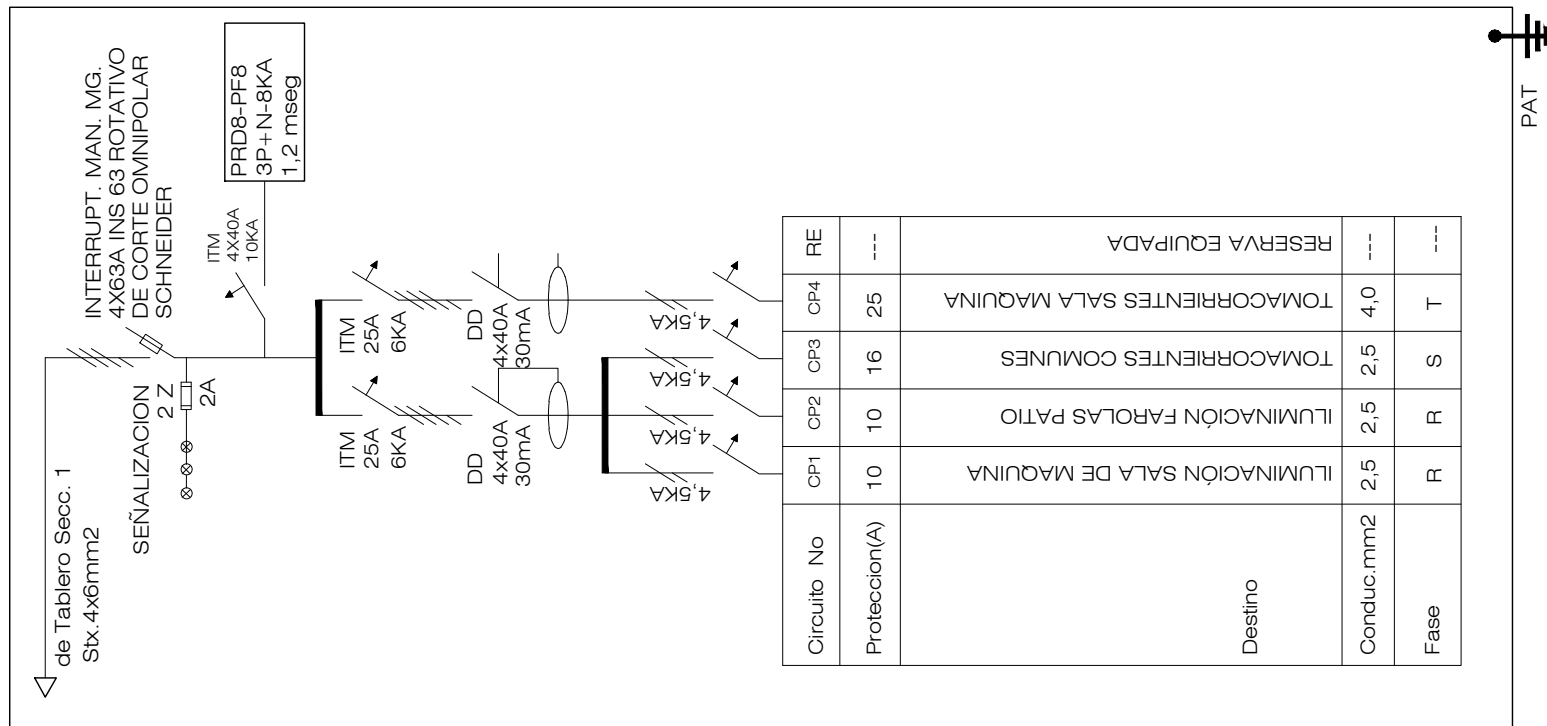 de Tablero Secc. 1
Stx.4x6mm2
SEÑALIZACION
2 Z
2A
INTERRUPT. MAN. MG.
4X63A INS 63 ROTATIVO
DE CORTE OMNIPOLAR
SCHNEIDER
ITM
4X40A
10KA
PRD8-PF8
3P+N-8KA
1,2 mseg
ITM
25A
6KA
DD
4x40A
30mA
ITM
25A
6KA
DD
4x40A
30mA
4,5KA
4,5KA
4,5KA
4,5KA
Circuito No CP1 CP2 CP3 CP4 RE
Proteccion(A) 10 10 16 25 ---
Destino ILUMINACIÓN SALA DE MAQUINA ILUMINACIÓN FAROLAS PATIO TOMACORRIENTES COMUNES TOMACORRIENTES SALA MAQUINA RESERVA EQUIPADA
Conduc.mm2 2,5 2,5 2,5 4,0 ---
Fase R R S T ---
PAT